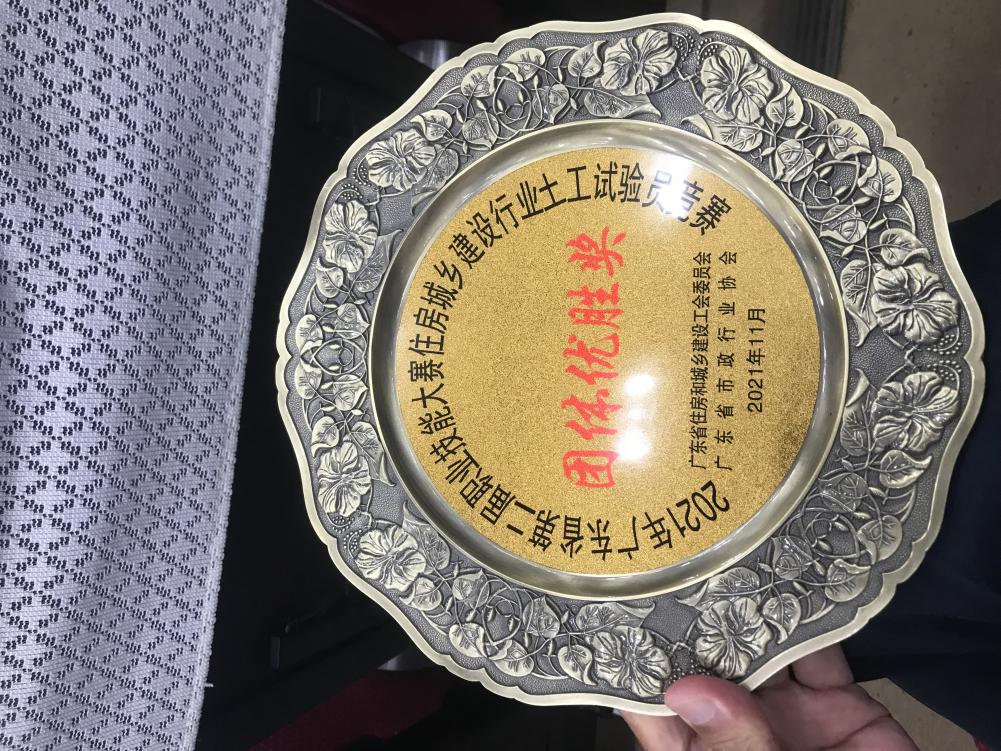 2021年广东省第二届职业技能大赛住房城乡建设行业土工试验员竞赛
团体优胜奖
广东省住房和城乡建设工会委员会
广东省市政行业协会
2021年11月